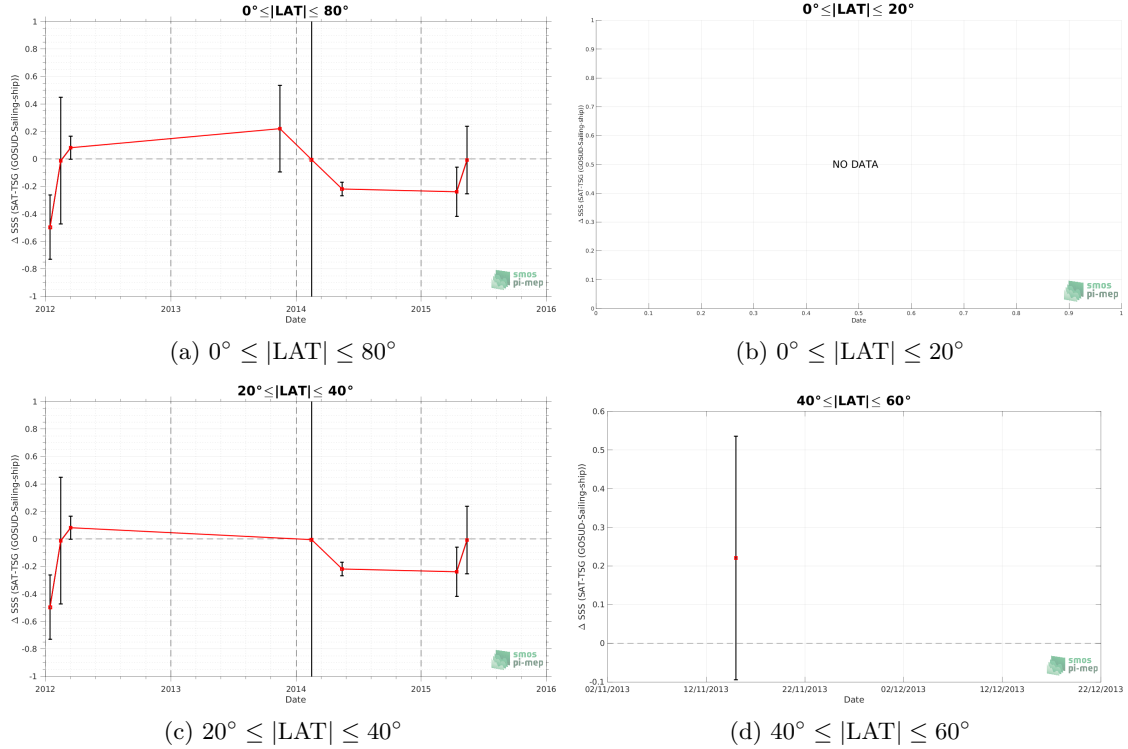 0°≤|LAT|≤ 80°
Δ SSS (SAT-TSG (GOSUD-Sailing-ship))
1
0.8
0.6
0.4
0.2
0
-0.2
-0.4
-0.6
-0.8
-1
2012
2013
2014
2015
2016
Date
smos
pi-mep
(a) 0° ≤ |LAT| ≤ 80°
0°≤|LAT|≤ 20°
Δ SSS (SAT-TSG (GOSUD-Sailing-ship))
1
0.9
0.8
0.7
0.6
0.5
0.4
0.3
0.2
0.1
0
NO DATA
0
0.1
0.2
0.3
0.4
0.5
0.6
0.7
0.8
0.9
1
Date
smos
pi-mep
(b) 0° ≤ |LAT| ≤ 20°
20°≤|LAT|≤ 40°
Δ SSS (SAT-TSG (GOSUD-Sailing-ship))
1
0.8
0.6
0.4
0.2
0
-0.2
-0.4
-0.6
-0.8
-1
2012
2013
2014
2015
2016
Date
smos
pi-mep
(c) 20° ≤ |LAT| ≤ 40°
40°≤|LAT|≤ 60°
Δ SSS (SAT-TSG (GOSUD-Sailing-ship))
0.6
0.5
0.4
0.3
0.2
0.1
0
-0.1
02/11/2013
12/11/2013
22/11/2013
02/12/2013
12/12/2013
22/12/2013
Date
smos
pi-mep
(d) 40° ≤ |LAT| ≤ 60°